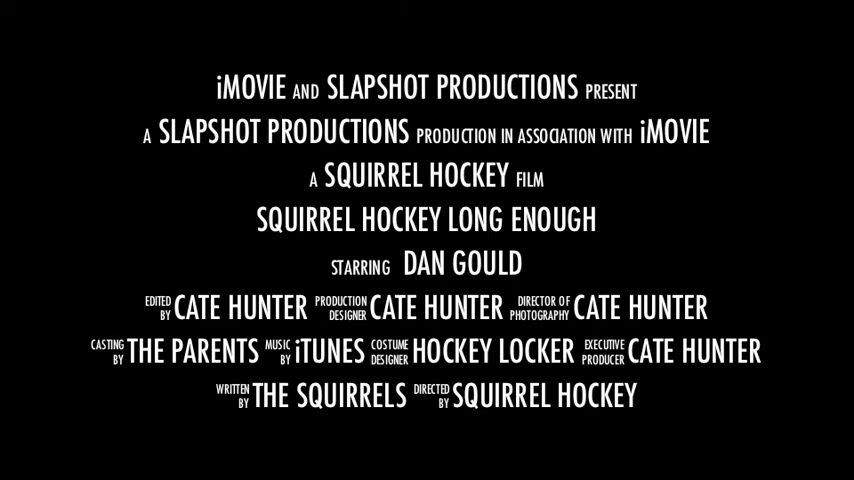 iMOVIE AND SLAPSHOT PRODUCTIONS PRESENT
A SLAPSHOT PRODUCTIONS PRODUCTION IN ASSOCIATION WITH iMOVIE
A SQUIRREL HOCKEY FILM
SQUIRREL HOCKEY LONG ENOUGH
STARRING DAN GOULD
EDITED BY CATE HUNTER PRODUCTION DESIGNER CATE HUNTER DIRECTOR OF PHOTOGRAPHY CATE HUNTER
CASTING BY THE PARENTS MUSIC BY iTUNES COSTUME DESIGNER HOCKEY LOCKER EXECUTIVE PRODUCER CATE HUNTER
WRITTEN BY THE SQUIRRELS DIRECTED BY SQUIRREL HOCKEY